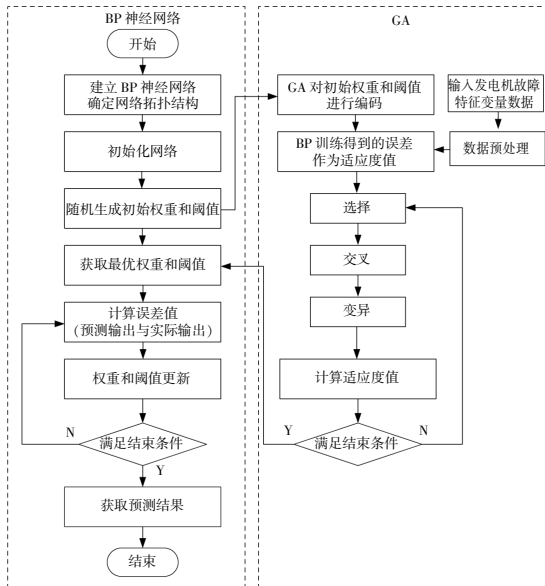 BP 神经网络
开始
建立 BP 神经网络
确定网络拓扑结构
初始化网络
随机生成初始权重和阈值
获取最优权重和阈值
计算误差值
(预测输出与实际输出)
权重和阈值更新
N
满足结束条件
Y
获取预测结果
结束
GA
GA 对初始权重和阈值
进行编码
输入发电机故障
特征变量数据
BP 训练得到的误差
作为适应度值
数据预处理
选择
交叉
变异
计算适应度值
Y
满足结束条件
N